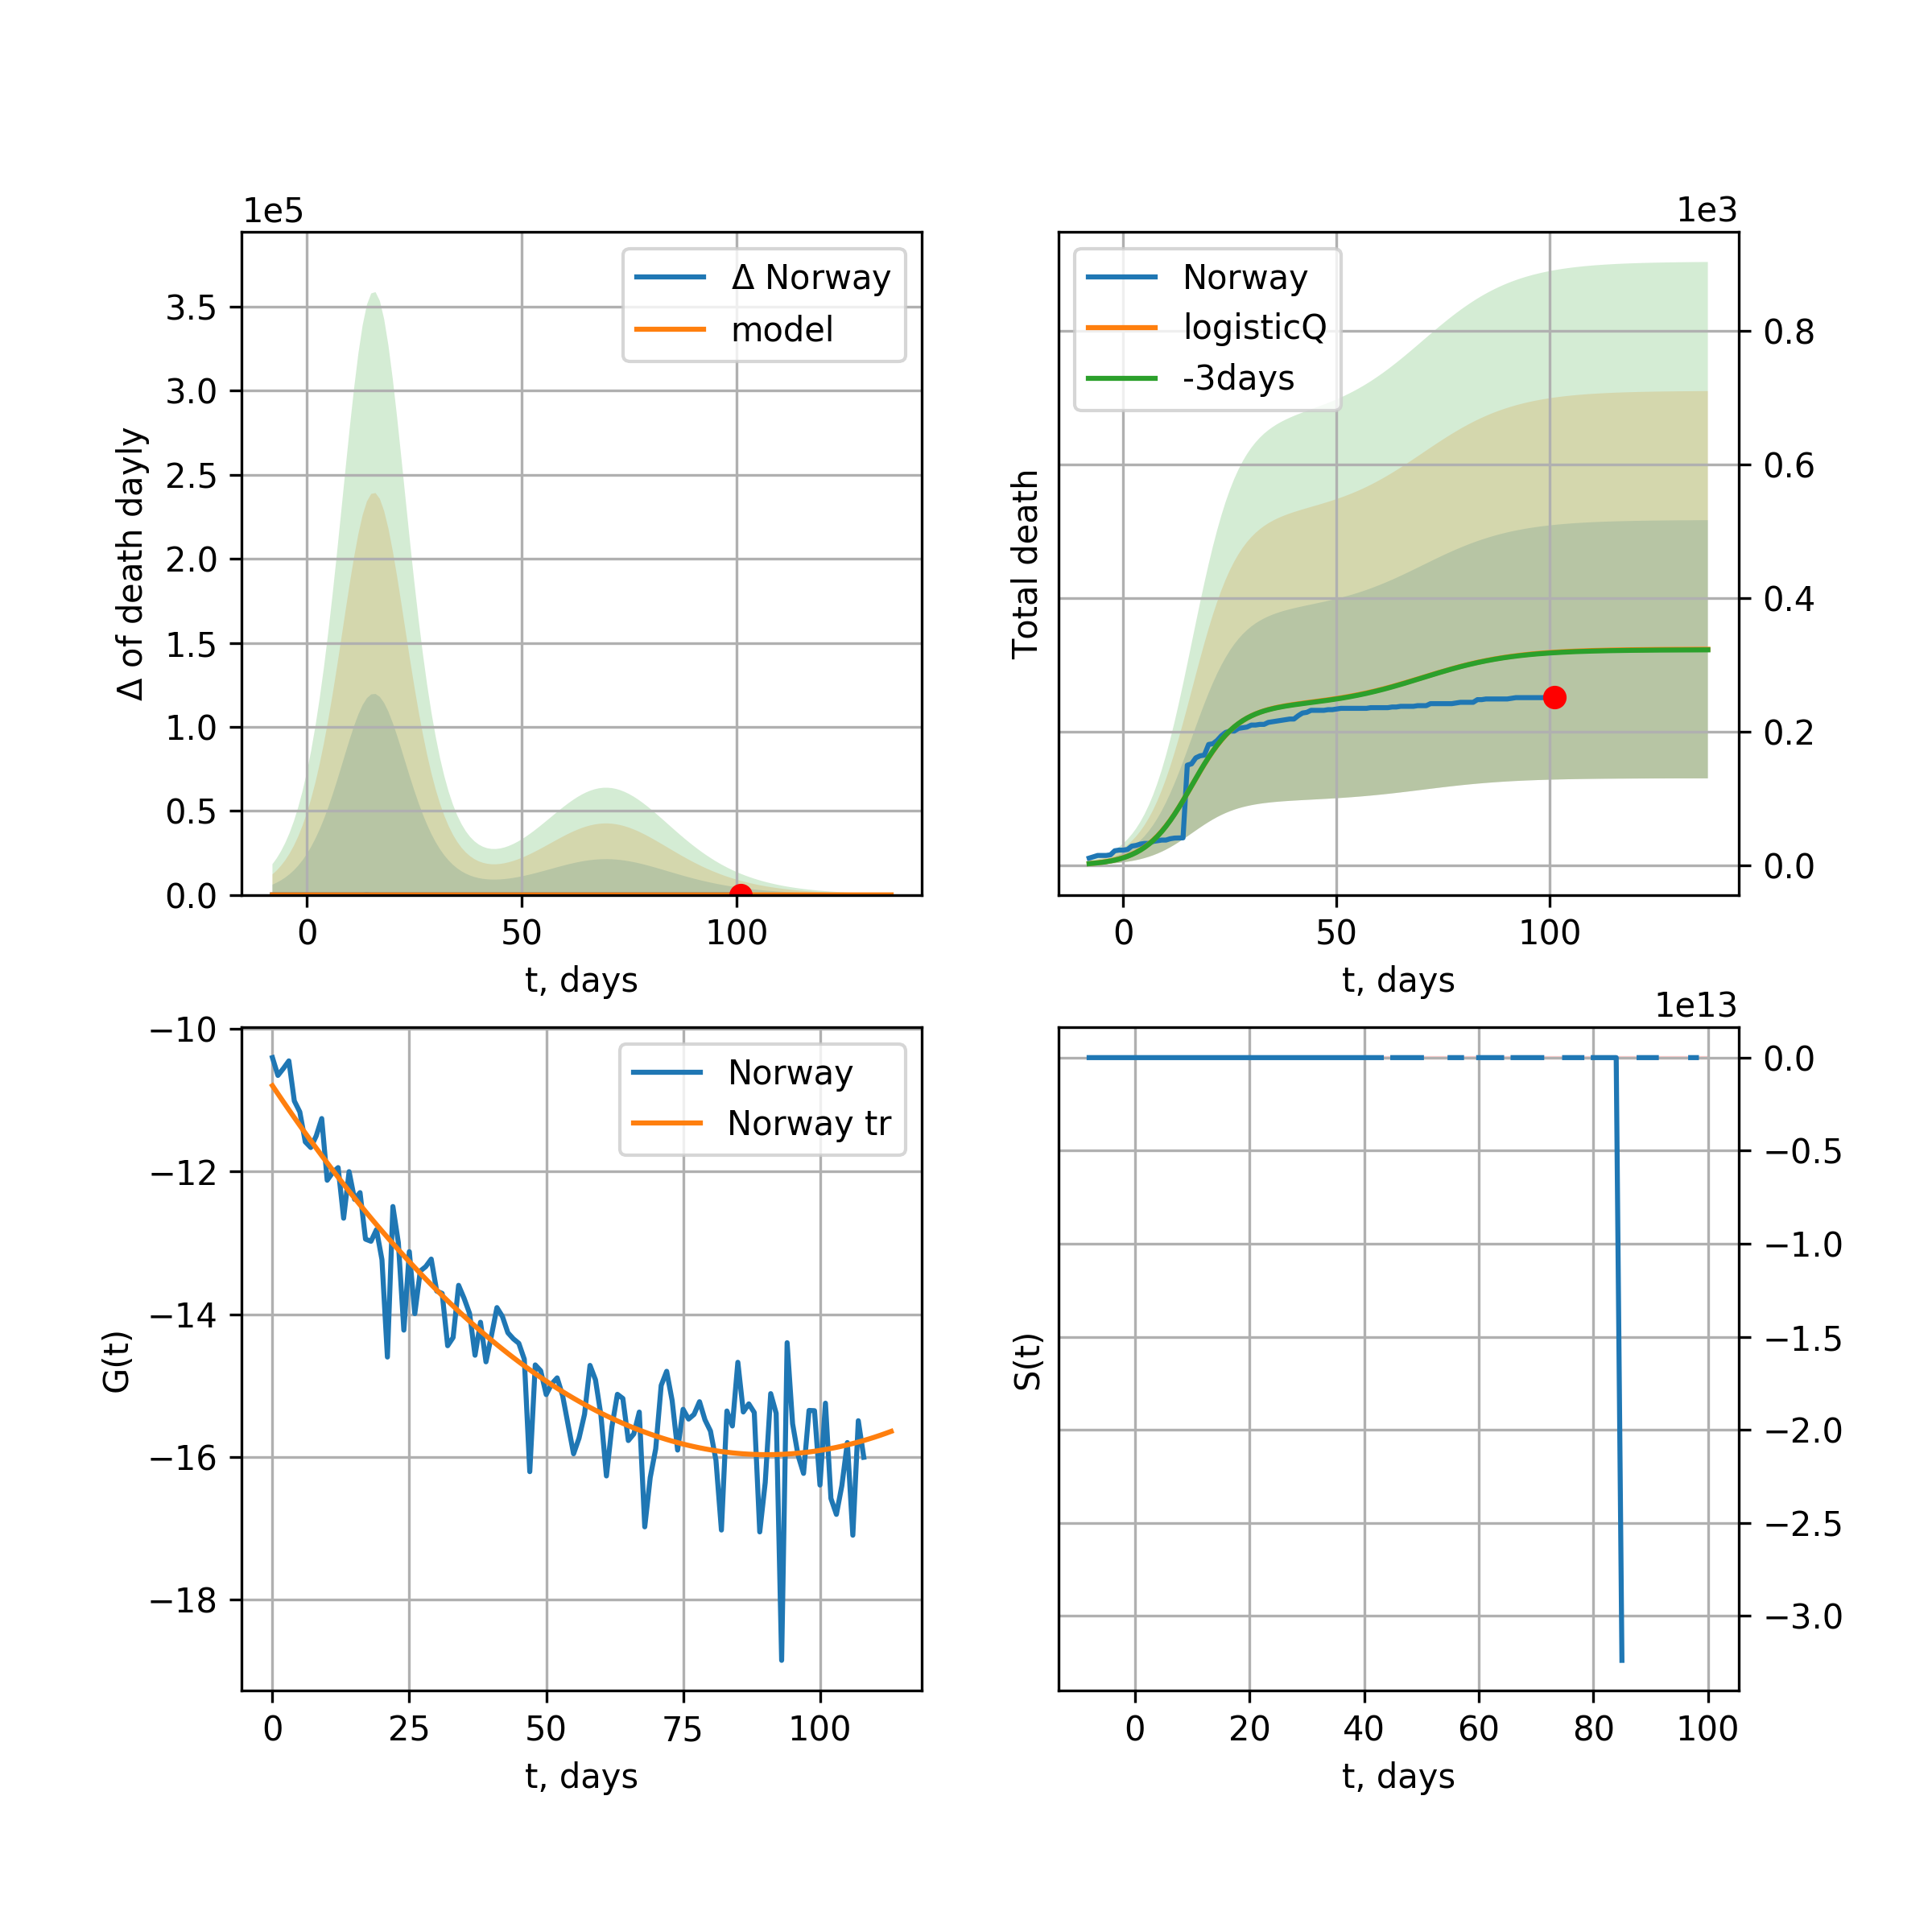 1e5
Δ of death dayly
3.5
3.0
2.5
2.0
1.5
1.0
0.5
0.0
0 50 100
t, days
Δ Norway
model
1e3
Total death
Norway
logisticQ
-3days
0.8
0.6
0.4
0.2
0.0
0 50 100
t, days
G(t)
−10
−12
−14
−16
−18
0 25 50 75 100
t, days
Norway
Norway tr
1e13
S(t)
0.0
−0.5
−1.0
−1.5
−2.0
−2.5
−3.0
0 20 40 60 80 100
t, days